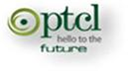 ptcl
hello to the
future